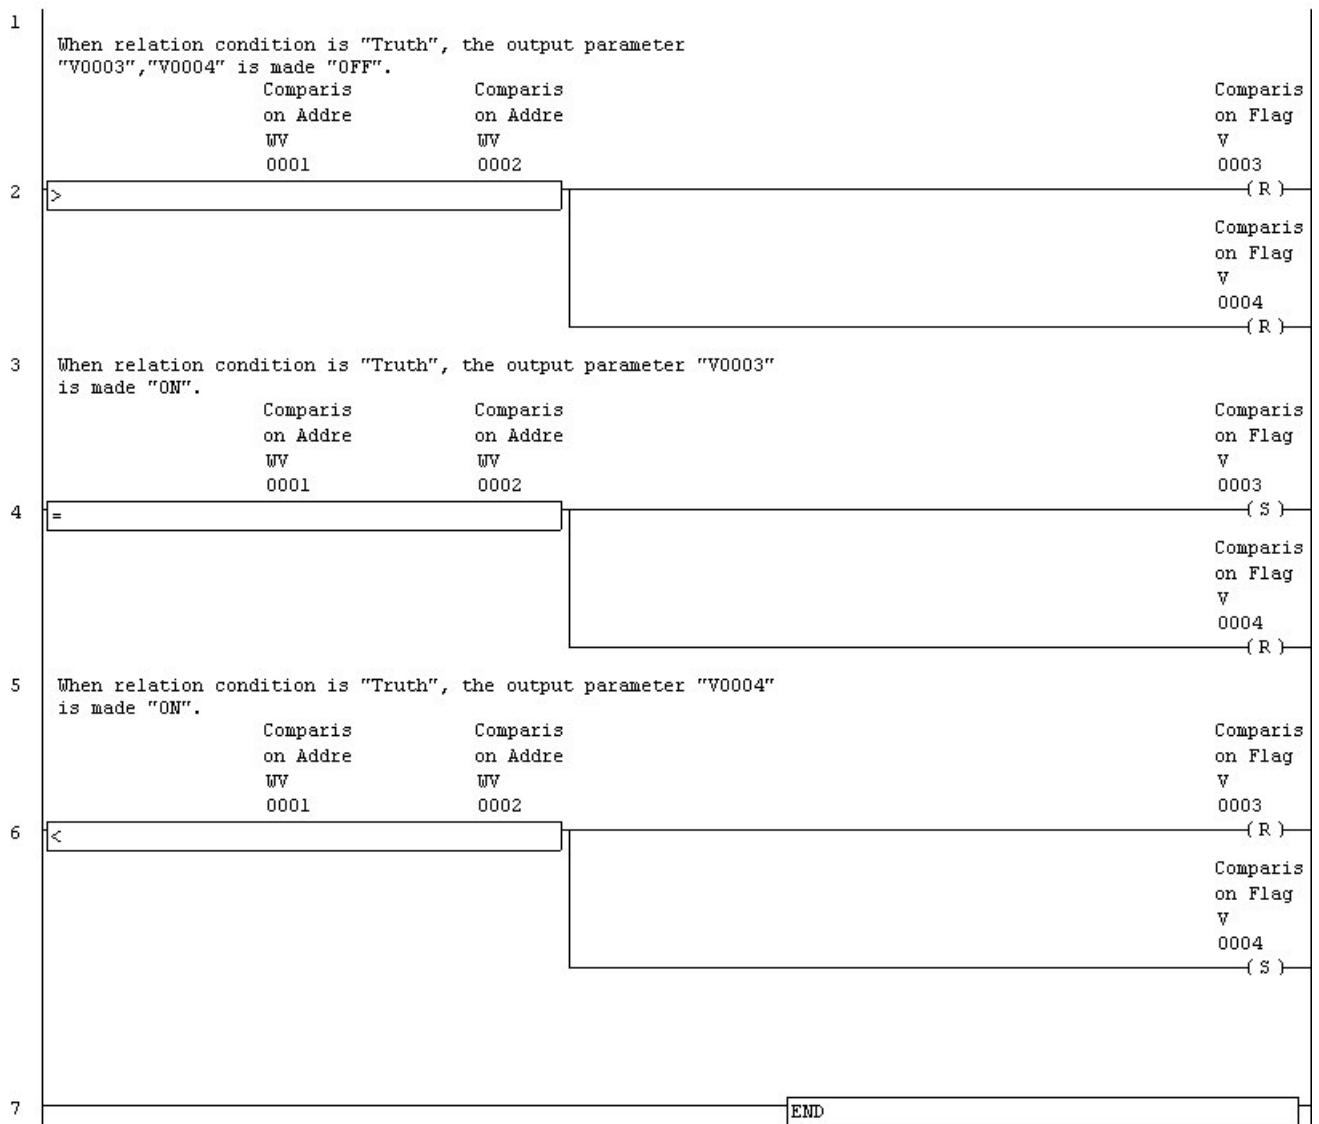 1
When relation condition is "Truth", the output parameter
"V0003","V0004" is made "OFF".
Comparis Comparis Comparis
on Addre on Addre on Flag
WV WV V
0001 0002 0003
2 > ( R )
Comparis
on Flag
V
0004
( R )
3 When relation condition is "Truth", the output parameter "V0003"
is made "ON".
Comparis Comparis Comparis
on Addre on Addre on Flag
WV WV V
0001 0002 0003
4 = ( S )
Comparis
on Flag
V
0004
( R )
5 When relation condition is "Truth", the output parameter "V0004"
is made "ON".
Comparis Comparis Comparis
on Addre on Addre on Flag
WV WV V
0001 0002 0003
6 < ( R )
Comparis
on Flag
V
0004
( S )
7 END